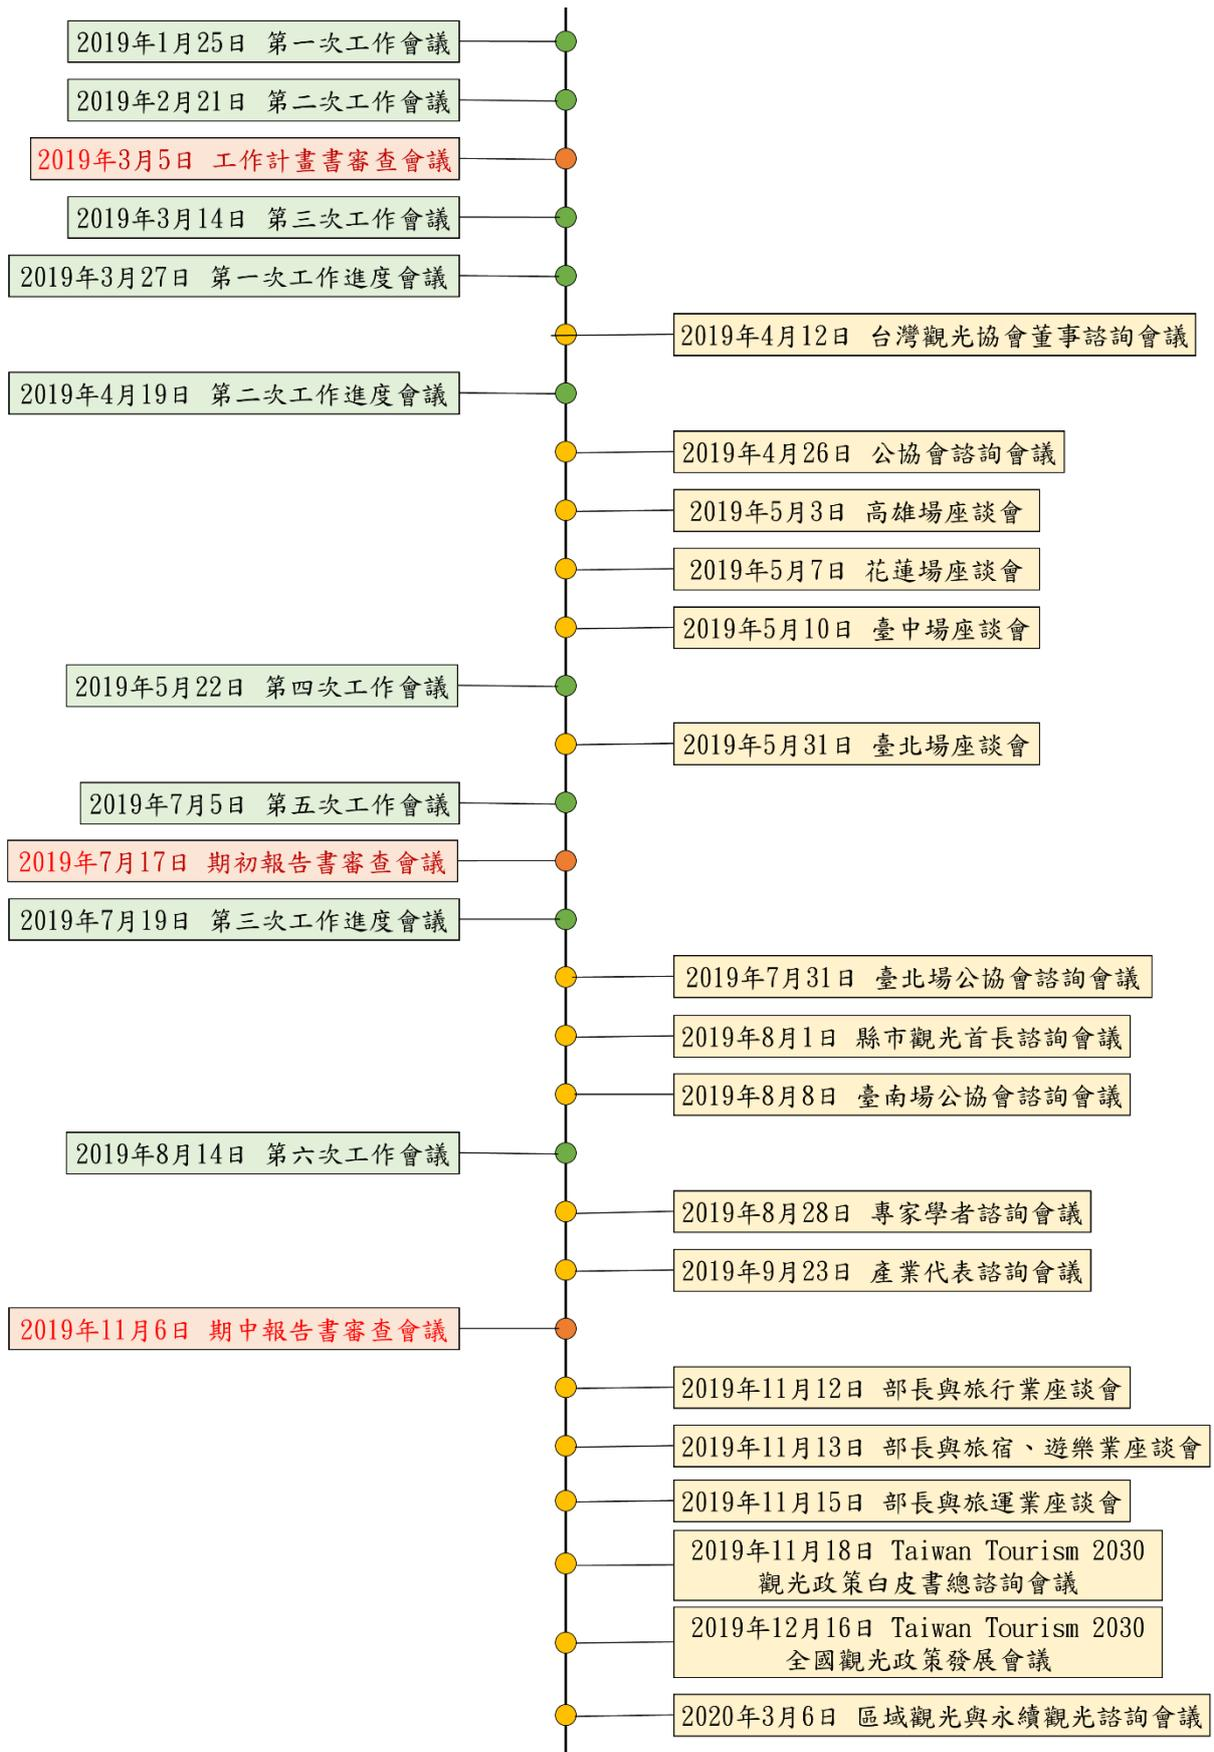 2019年1月25日 第一次工作會議
2019年2月21日 第二次工作會議
2019年3月5日 工作計畫書審查會議
2019年3月14日 第三次工作會議
2019年3月27日 第一次工作進度會議
2019年4月12日 台灣觀光協會董事諮詢會議
2019年4月19日 第二次工作進度會議
2019年4月26日 公協會諮詢會議
2019年5月3日 高雄場座談會
2019年5月7日 花蓮場座談會
2019年5月10日 臺中場座談會
2019年5月22日 第四次工作會議
2019年5月31日 臺北場座談會
2019年7月5日 第五次工作會議
2019年7月17日 期初報告書審查會議
2019年7月19日 第三次工作進度會議
2019年7月31日 臺北場公協會諮詢會議
2019年8月1日 縣市觀光首長諮詢會議
2019年8月8日 臺南場公協會諮詢會議
2019年8月14日 第六次工作會議
2019年8月28日 專家學者諮詢會議
2019年9月23日 產業代表諮詢會議
2019年11月6日 期中報告書審查會議
2019年11月12日 部長與旅行業座談會
2019年11月13日 部長與旅宿、遊樂業座談會
2019年11月15日 部長與旅運業座談會
2019年11月18日 Taiwan Tourism 2030
觀光政策白皮書總諮詢會議
2019年12月16日 Taiwan Tourism 2030
全國觀光政策發展會議
2020年3月6日 區域觀光與永續觀光諮詢會議